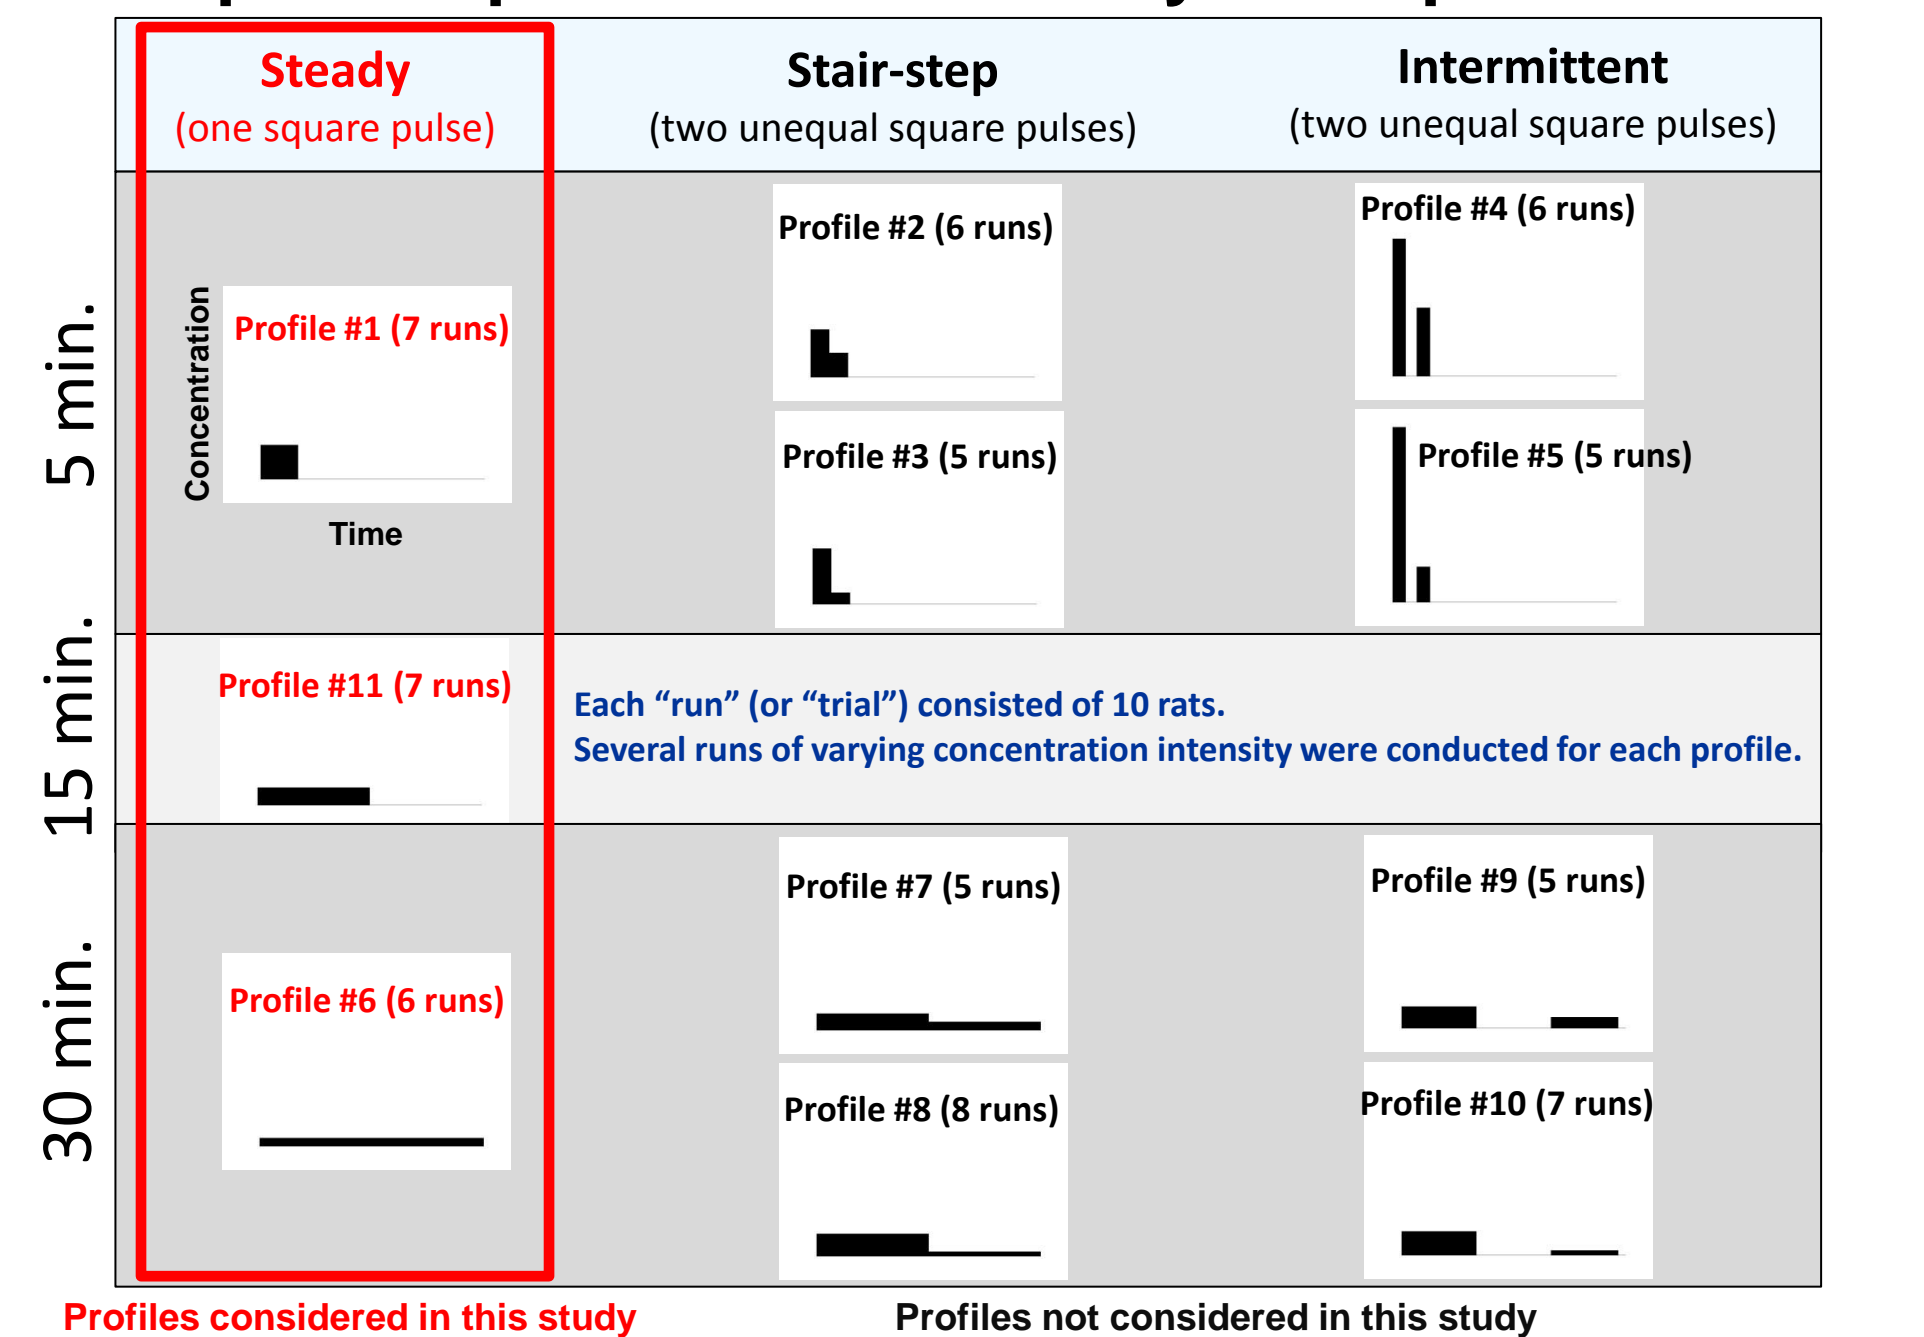 Steady
(one square pulse)
Stair-step
(two unequal square pulses)
Intermittent
(two unequal square pulses)
5 min.
Concentration
Profile #1 (7 runs)
Time
Profile #2 (6 runs)
Profile #3 (5 runs)
Profile #4 (6 runs)
Profile #5 (5 runs)
15 min.
Profile #11 (7 runs)
Each “run” (or “trial”) consisted of 10 rats.
Several runs of varying concentration intensity were conducted for each profile.
30 min.
Profile #6 (6 runs)
Profile #7 (5 runs)
Profile #8 (8 runs)
Profile #9 (5 runs)
Profile #10 (7 runs)
Profiles considered in this study
Profiles not considered in this study